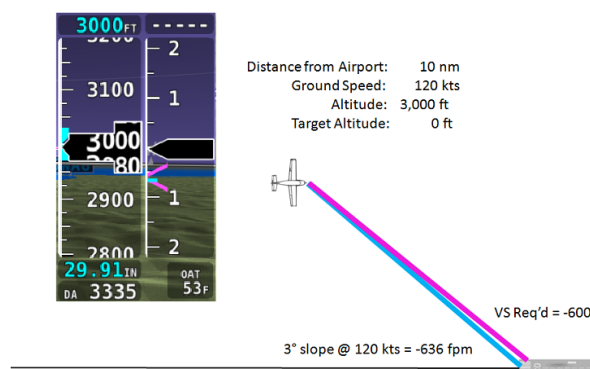 3000FT -----
3200
2
3100
1
3000
2980
2900
1
2800
2
29.91IN
OAT
53F
DA 3335
Distance from Airport: 10 nm
Ground Speed: 120 kts
Altitude: 3,000 ft
Target Altitude: 0 ft
VS Req'd = -600
3° slope @ 120 kts = -636 fpm